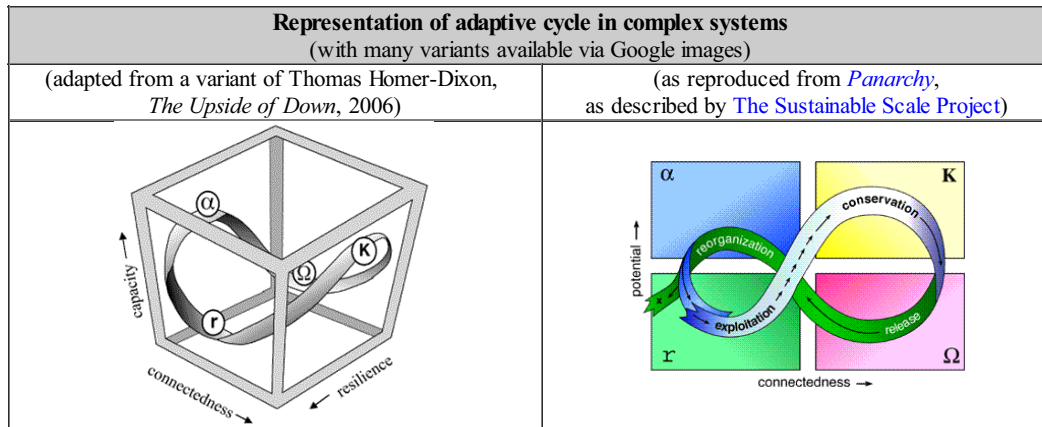 Representation of adaptive cycle in complex systems
(with many variants available via Google images)
(adapted from a variant of Thomas Homer-Dixon,
The Upside of Down, 2006)
(as reproduced from Panarchy,
as described by The Sustainable Scale Project)
α
K
Ω
r
capacity
connectedness
resilience
α
K
conservation
reorganization
potential
x
exploitation
release
r
Ω
connectedness